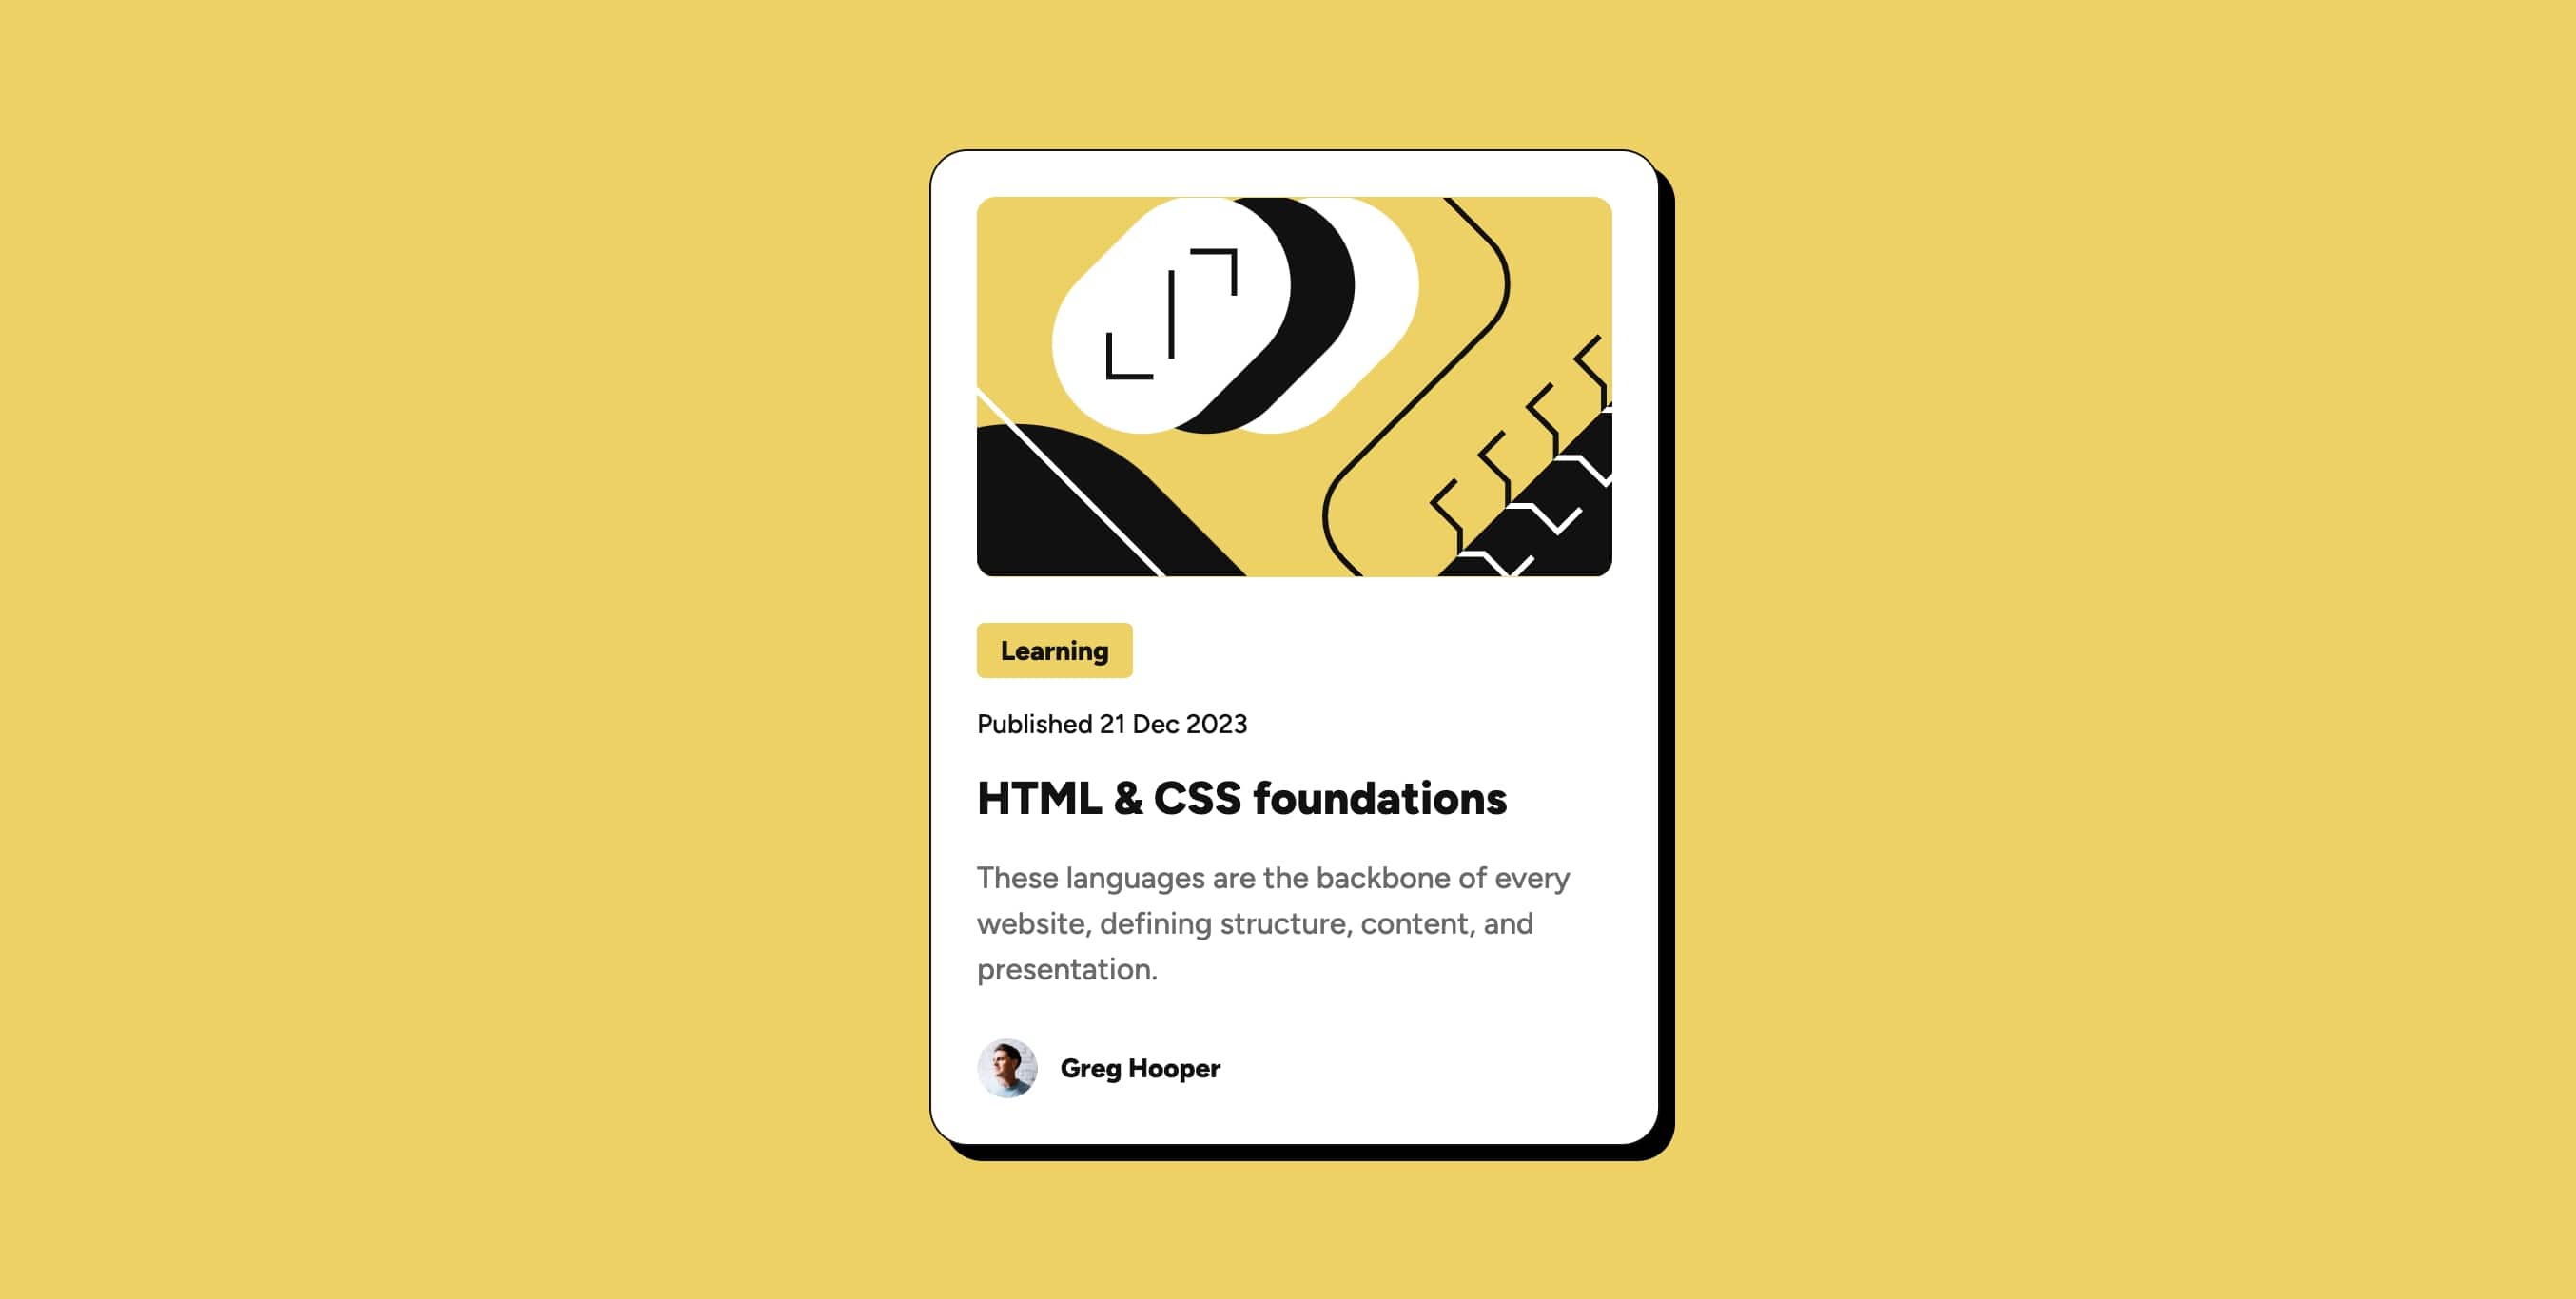 Learning
Published 21 Dec 2023
HTML & CSS foundations
These languages are the backbone of every
website, defining structure, content, and
presentation.
Greg Hooper